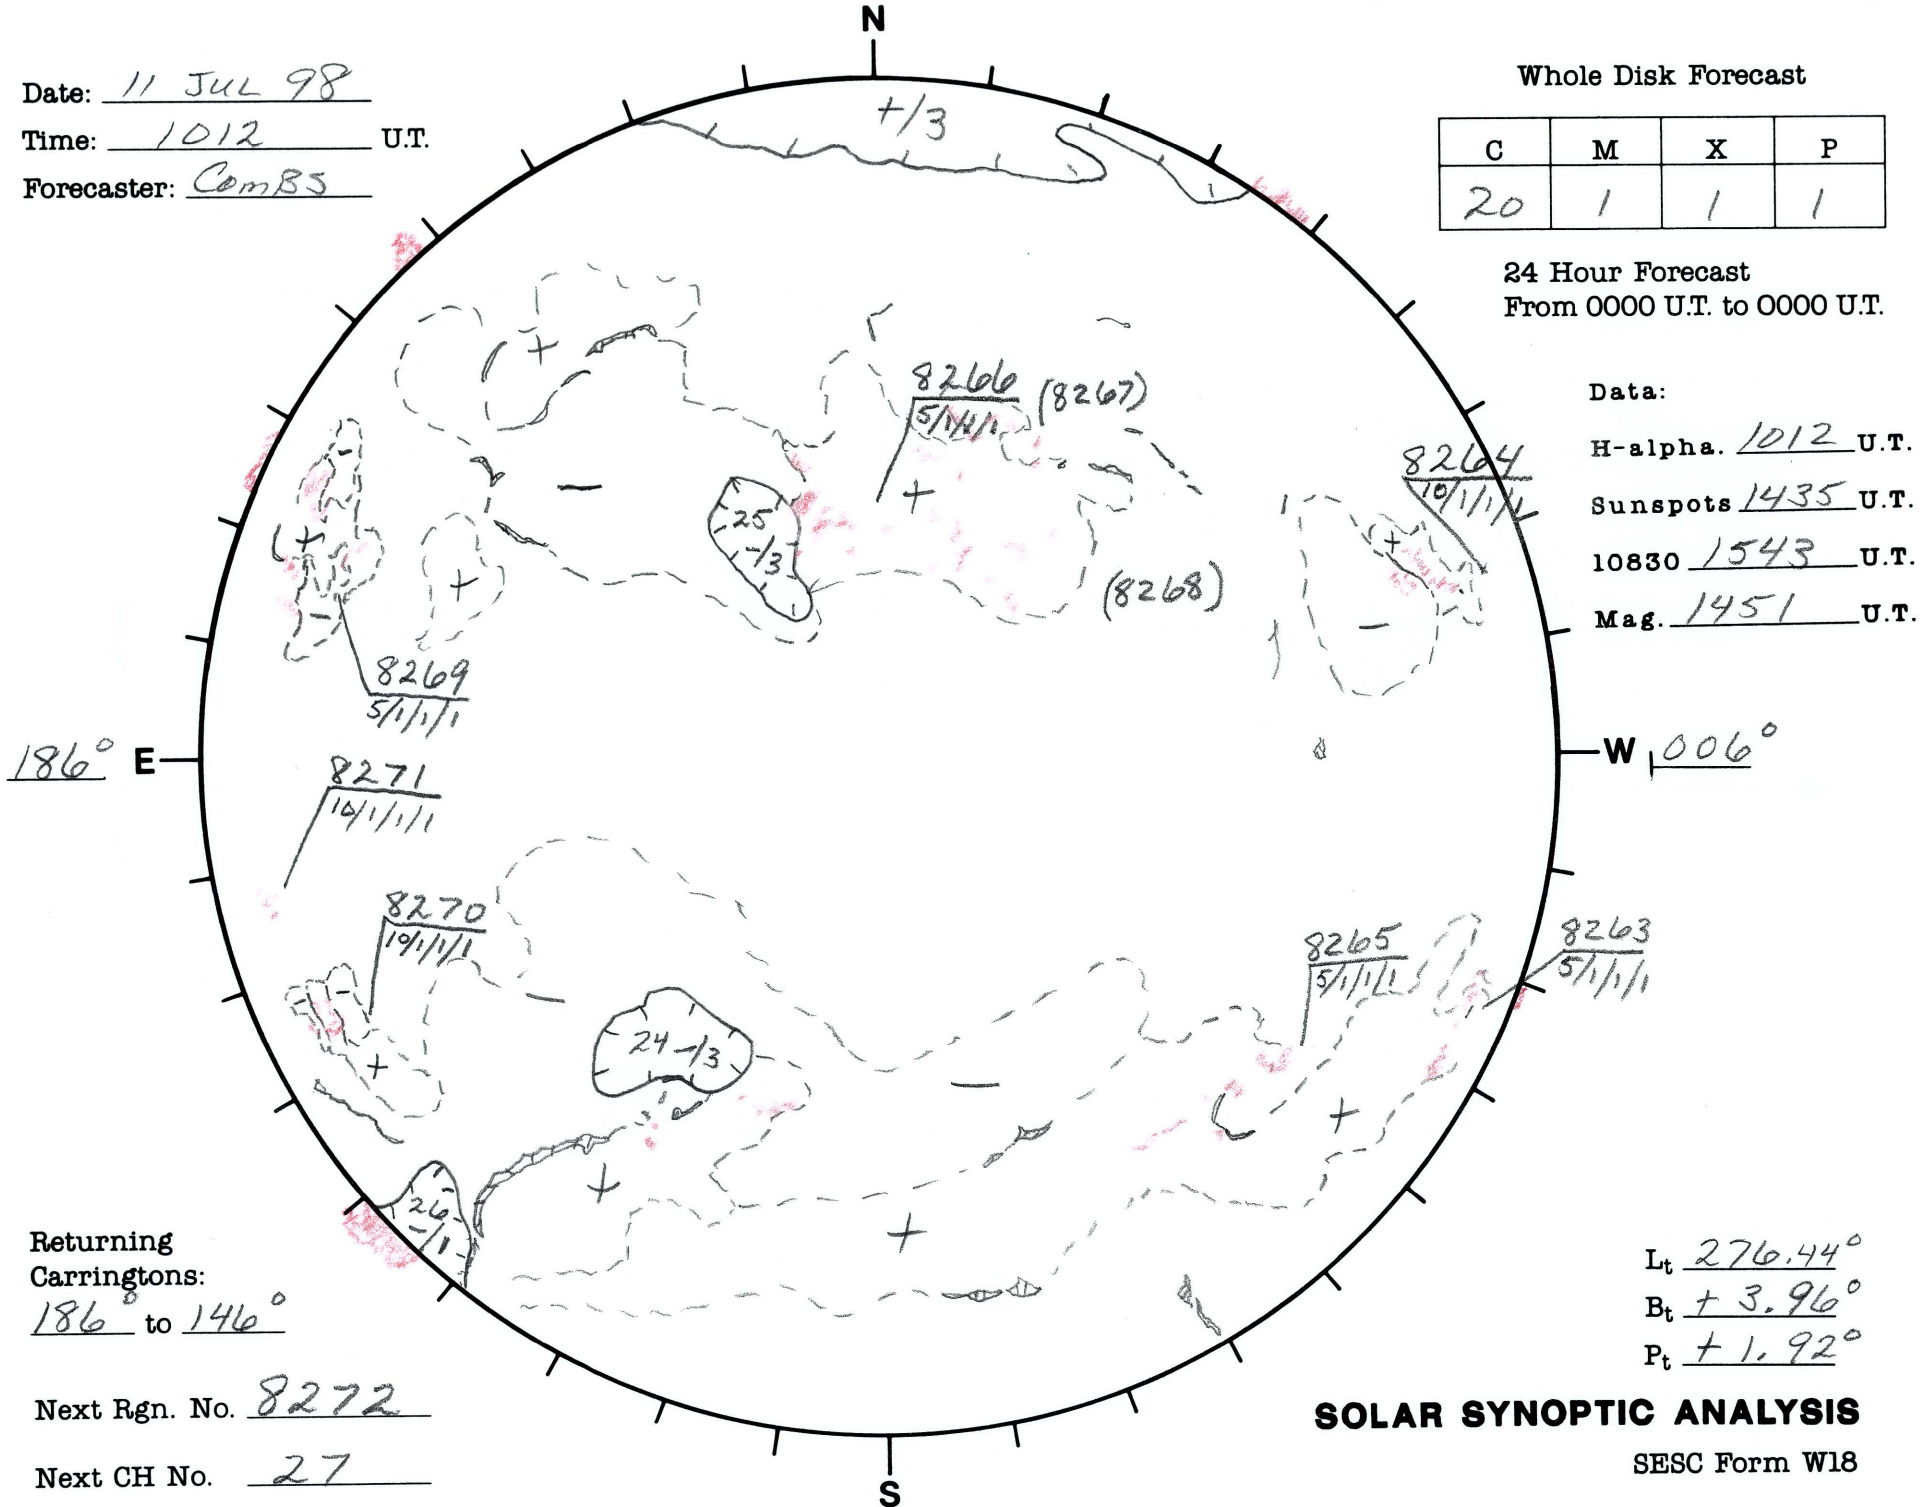 N
Date: 11 JUL 98
Time: 1012 U.T.
Forecaster: ComBS
Whole Disk Forecast
C M X P
20 1 1 1
24 Hour Forecast
From 0000 U.T. to 0000 U.T.
Data:
H-alpha. 1012 U.T.
Sunspots 1435 U.T.
10830 1543 U.T.
Mag. 1451 U.T.
+/3
+
8266 (8267)
5/1/1/1
8264
10/1/1/1
-
+
25
-/3
+
-
+
+
-
-
(8268)
-
8269
5/1/1/1
186° E
W 006°
8271
10/1/1/1
8270
10/1/1/1
8265
5/1/1/1
8263
5/1/1/1
-
-
-
24 -/3
+
-
+
+
26
-/1
+
Returning
Carringtons:
186° to 146°
Next Rgn. No. 8272
Next CH No. 27
Lt 276.44°
Bt + 3.96°
Pt + 1.92°
SOLAR SYNOPTIC ANALYSIS
SESC Form W18
S